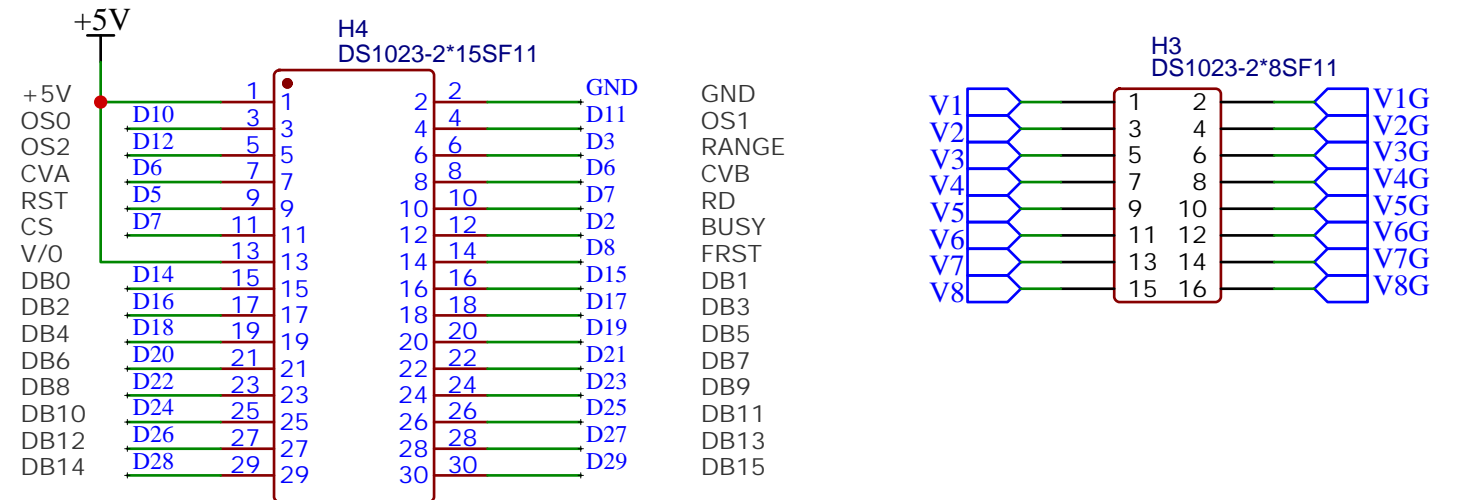 +5V
H4
DS1023-2*15SF11
H3
DS1023-2*8SF11
+5V 1 1 2 2 GND GND
OS0 D10 3 3 4 4 D11 OS1
OS2 D12 5 5 6 6 D3 RANGE
CVA D6 7 7 8 8 D6 CVB
RST D5 9 9 10 10 D7 RD
CS D7 11 11 12 12 D2 BUSY
V/0 13 13 14 14 D8 FRST
DB0 D14 15 15 16 16 D15 DB1
DB2 D16 17 17 18 18 D17 DB3
DB4 D18 19 19 20 20 D19 DB5
DB6 D20 21 21 22 22 D21 DB7
DB8 D22 23 23 24 24 D23 DB9
DB10 D24 25 25 26 26 D25 DB11
DB12 D26 27 27 28 28 D27 DB13
DB14 D28 29 29 30 30 D29 DB15
V1 1 2 V1G
V2 3 4 V2G
V3 5 6 V3G
V4 7 8 V4G
V5 9 10 V5G
V6 11 12 V6G
V7 13 14 V7G
V8 15 16 V8G